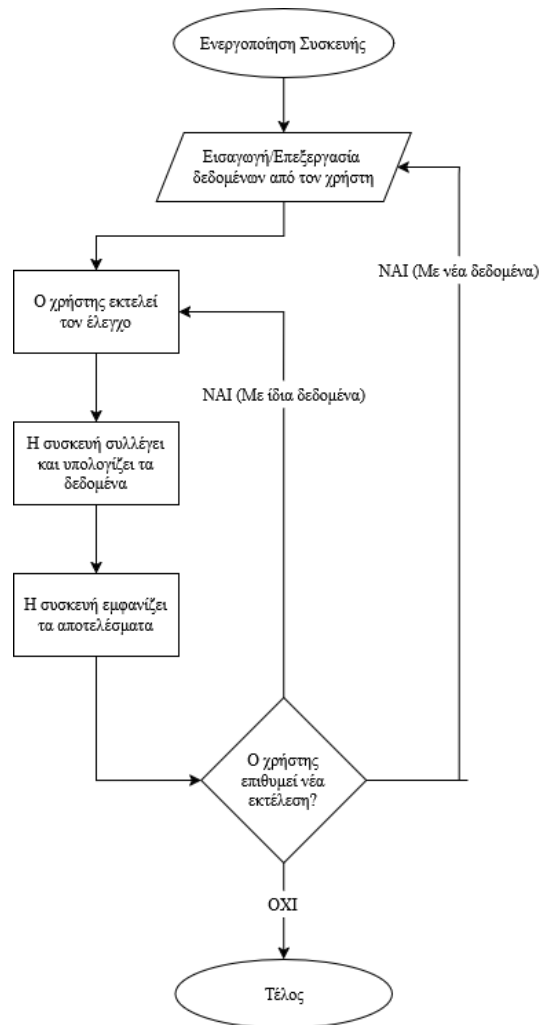 Ενεργοποίηση Συσκευής
Εισαγωγή/Επεξεργασία
δεδομένων από τον χρήστη
ΝΑΙ (Με νέα δεδομένα)
Ο χρήστης εκτελεί
τον έλεγχο
ΝΑΙ (Με ίδια δεδομένα)
Η συσκευή συλλέγει
και υπολογίζει τα
δεδομένα
Η συσκευή εμφανίζει
τα αποτελέσματα
Ο χρήστης
επιθυμεί νέα
εκτέλεση?
ΟΧΙ
Τέλος